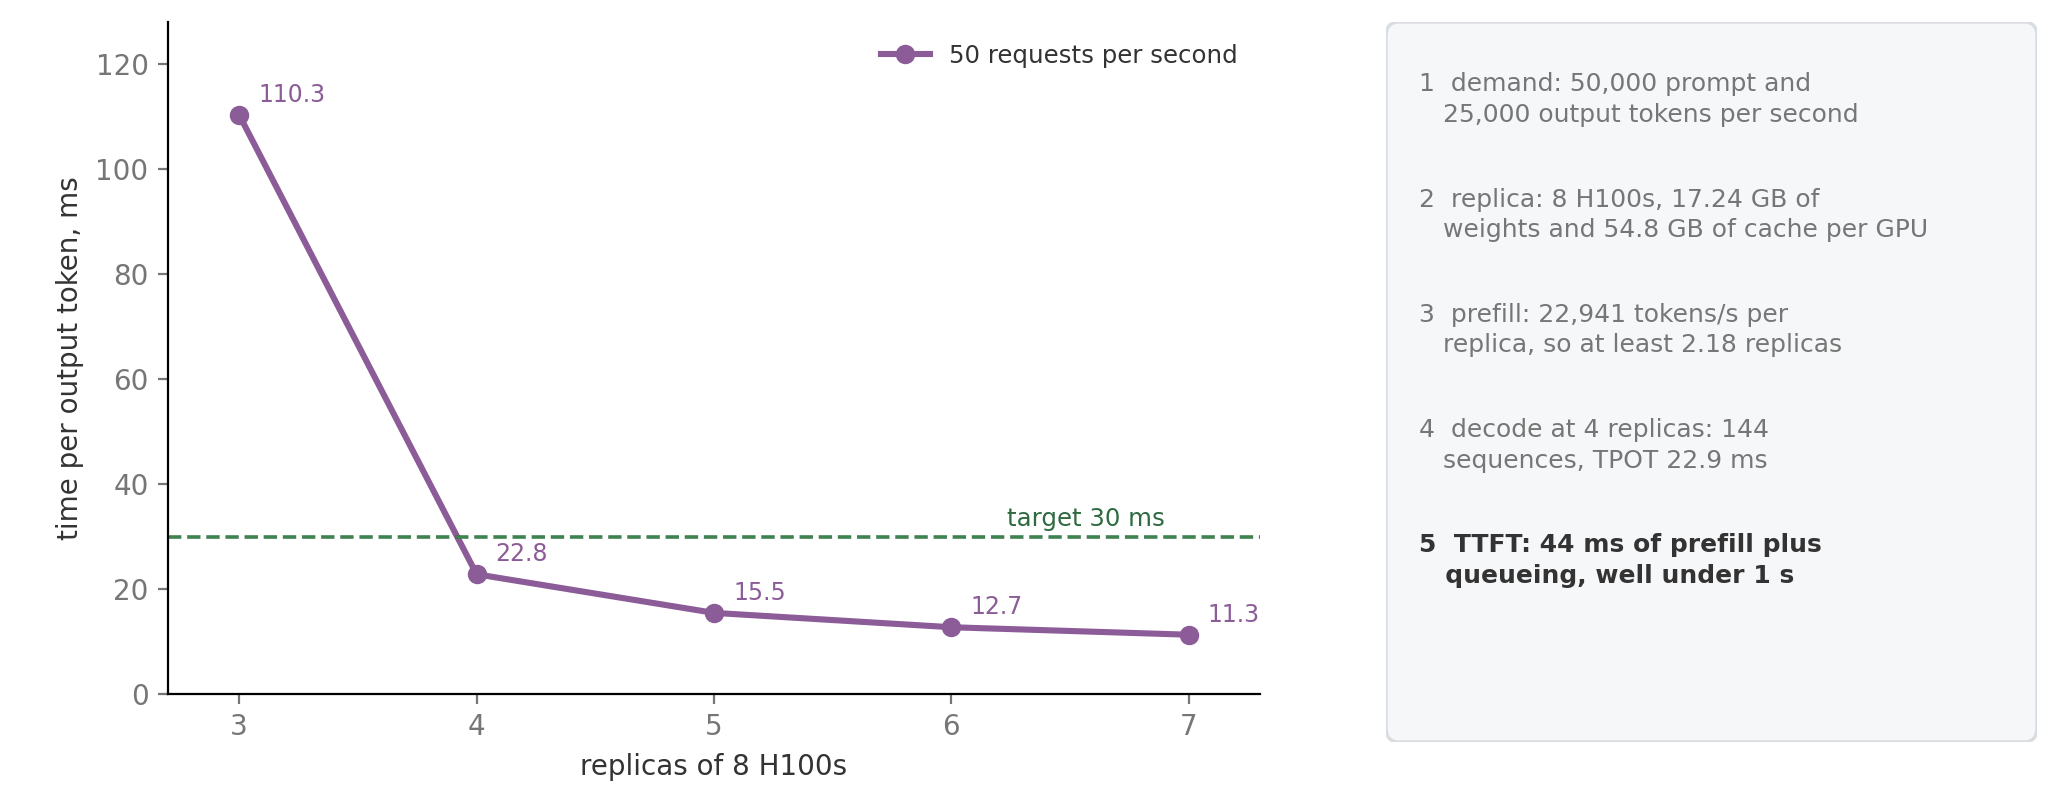 120
100
80
60
40
20
0
time per output token, ms
3
4
5
6
7
replicas of 8 H100s
50 requests per second
110.3
22.8
15.5
12.7
11.3
target 30 ms
1 demand: 50,000 prompt and
25,000 output tokens per second
2 replica: 8 H100s, 17.24 GB of
weights and 54.8 GB of cache per GPU
3 prefill: 22,941 tokens/s per
replica, so at least 2.18 replicas
4 decode at 4 replicas: 144
sequences, TPOT 22.9 ms
5 TTFT: 44 ms of prefill plus
queueing, well under 1 s